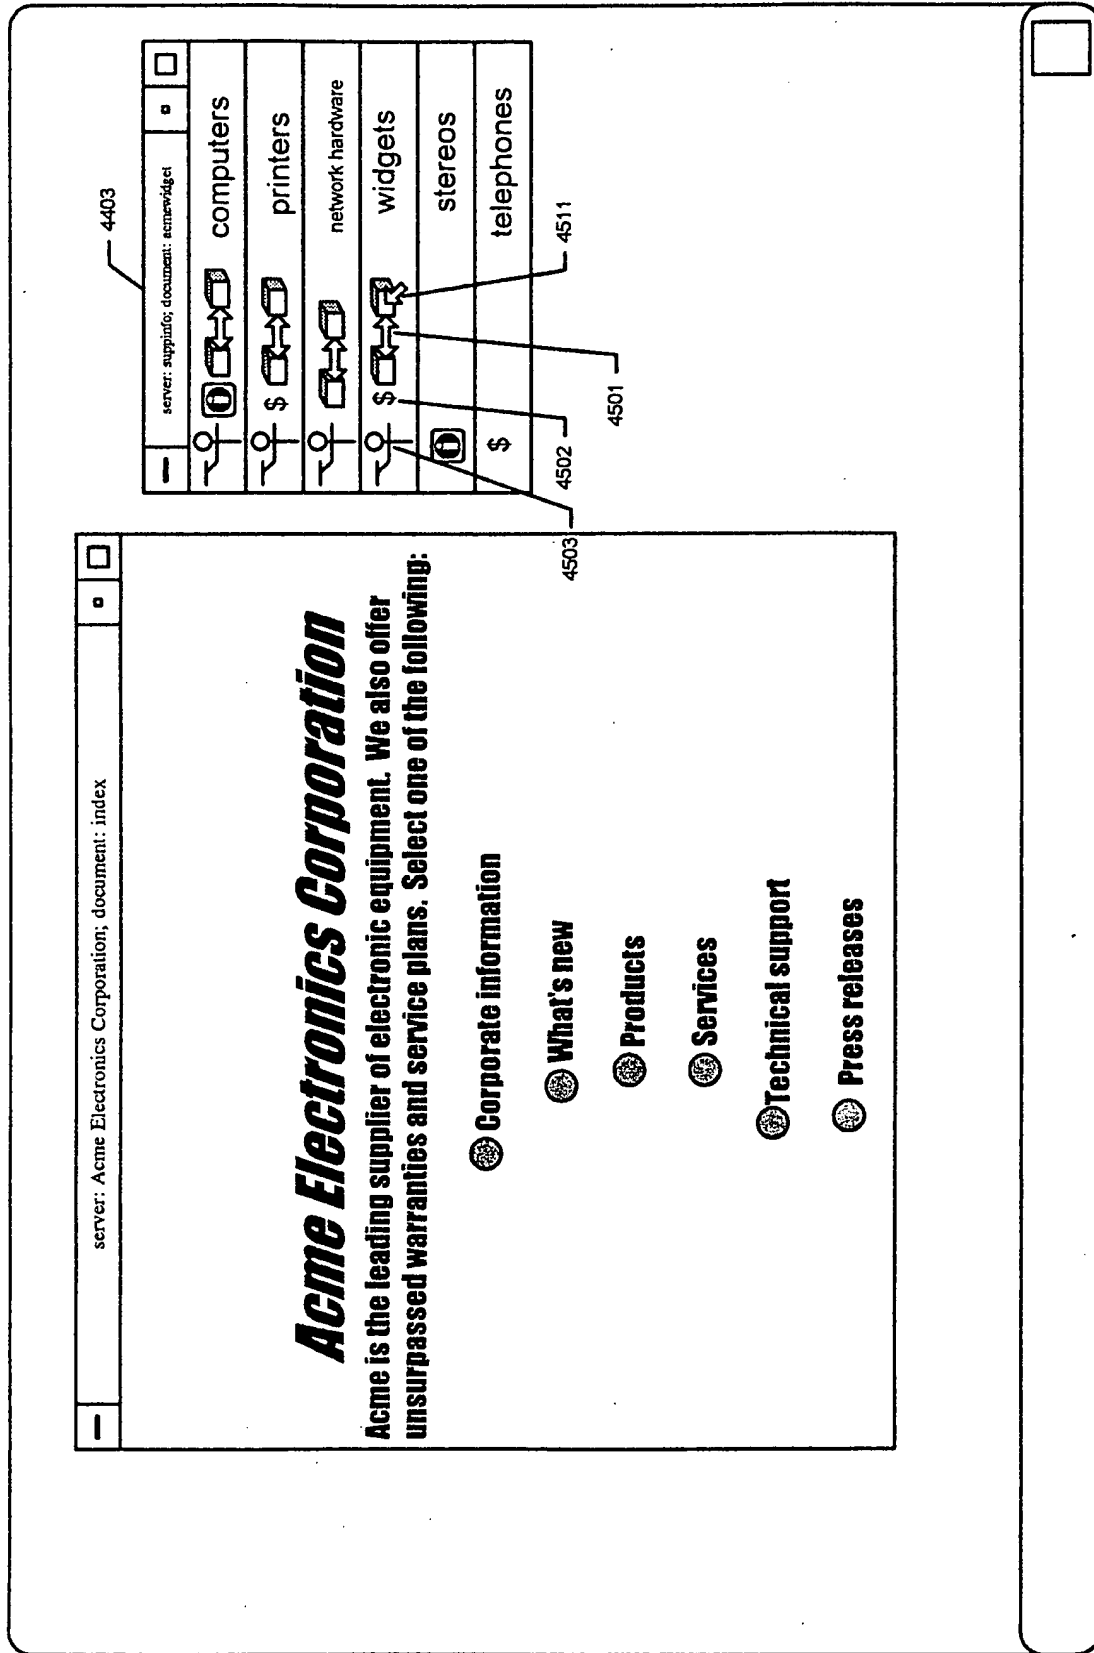 server: Acme Electronics Corporation; document: index
Acme Electronics Corporation
Acme is the leading supplier of electronic equipment. We also offer
unsurpassed warranties and service plans. Select one of the following:
Corporate information
What's new
Products
Services
Technical support
Press releases
4403
server: suppinfo; document: acmewidget
i computers
$ printers
network hardware
$ widgets
i stereos
$ telephones
4503
4502
4501
4511